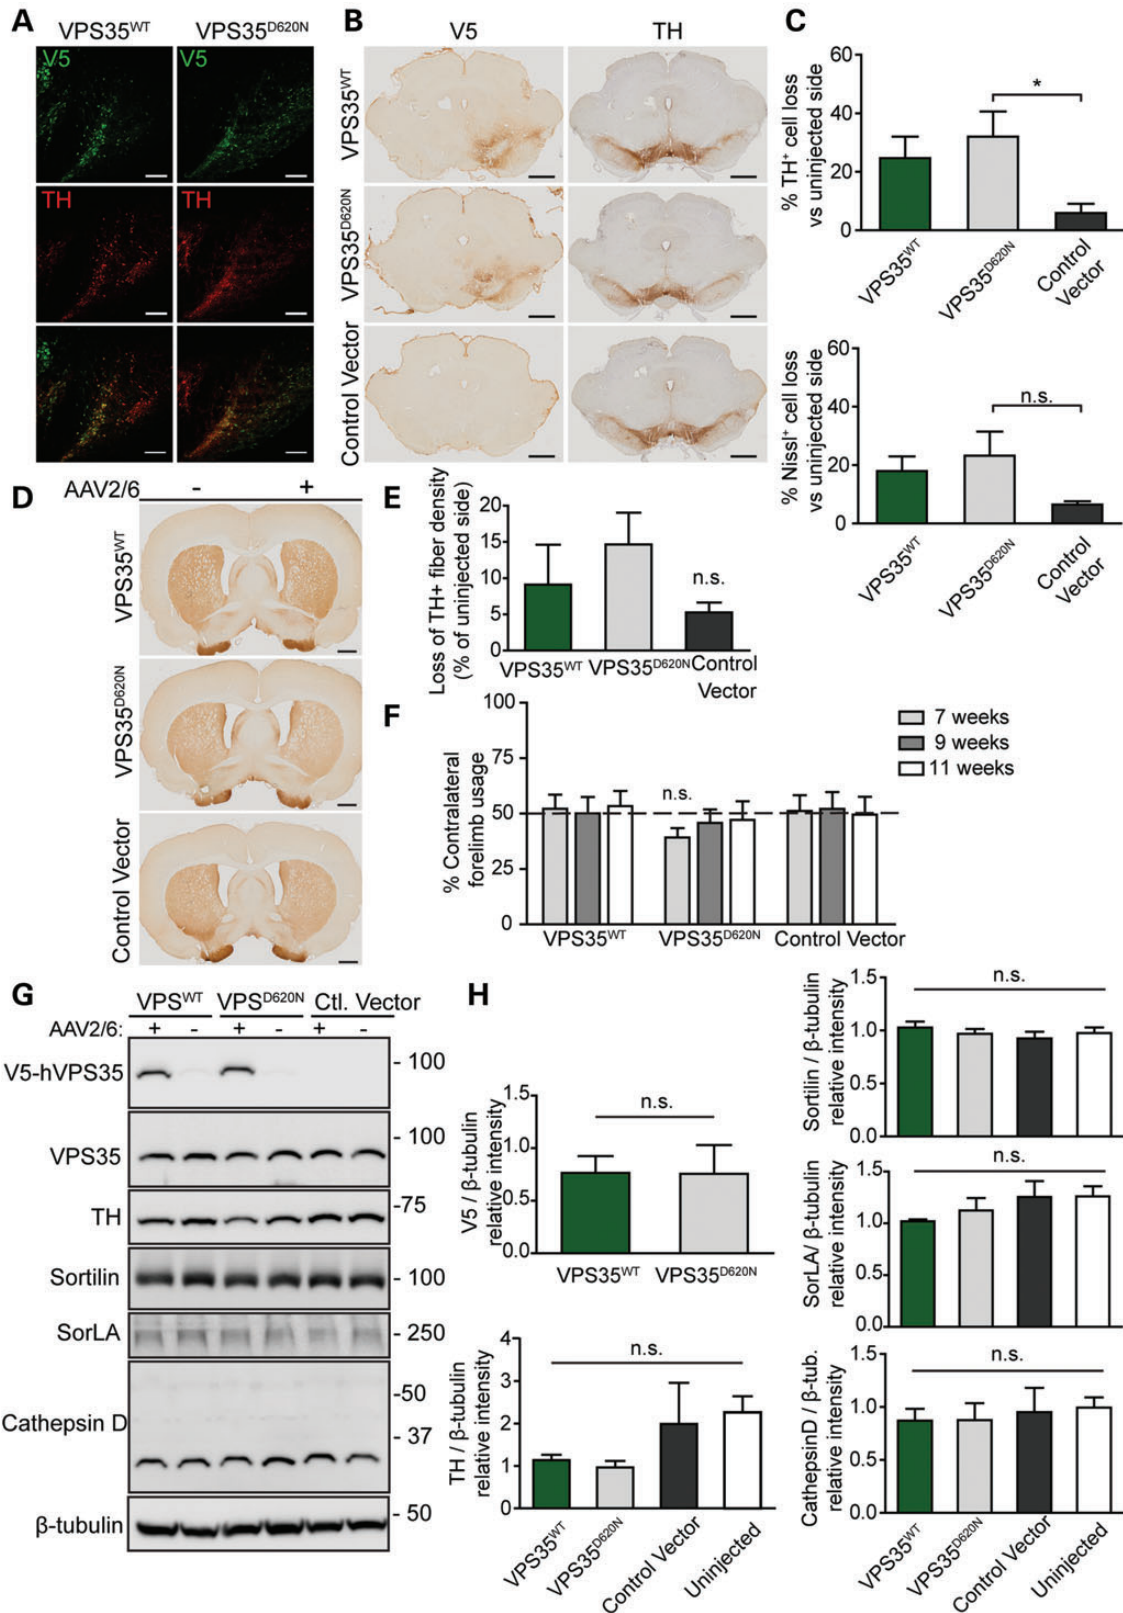 A
VPS35WT VPS35D620N
V5 V5
TH TH
B
V5 TH
VPS35WT
VPS35D620N
Control Vector
C
60
40
20
0
% TH+ cell loss
vs uninjected side
*
VPS35WT
VPS35D620N
Control
Vector
60
40
20
0
% Nissl+ cell loss
vs uninjected side
n.s.
VPS35WT
VPS35D620N
Control
Vector
D
AAV2/6 - +
VPS35WT
VPS35D620N
Control Vector
E
20
15
10
5
0
Loss of TH+ fiber density
(% of uninjected side)
n.s.
VPS35WT VPS35D620N Control
Vector
F
100
75
50
25
0
% Contralateral
forelimb usage
n.s.
7 weeks
9 weeks
11 weeks
VPS35WT VPS35D620N Control Vector
G
VPSWT VPSD620N Ctl. Vector
AAV2/6: + - + - + -
V5-hVPS35 - 100
VPS35 - 100
TH -75
Sortilin - 100
SorLA - 250
Cathepsin D -50
- 37
β-tubulin - 50
H
1.5
1.0
0.5
0.0
V5 / β-tubulin
relative intensity
n.s.
VPS35WT
VPS35D620N
4
3
2
1
0
TH / β-tubulin
relative intensity
n.s.
VPS35WT
VPS35D620N
Control Vector
Uninjected
1.5
1.0
0.5
0.0
Sortilin / β-tubulin
relative intensity
n.s.
1.5
1.0
0.5
0.0
SorLA/ β-tubulin
relative intensity
n.s.
1.5
1.0
0.5
0.0
CathepsinD / β-tub.
relative intensity
n.s.
VPS35WT
VPS35D620N
Control Vector
Uninjected